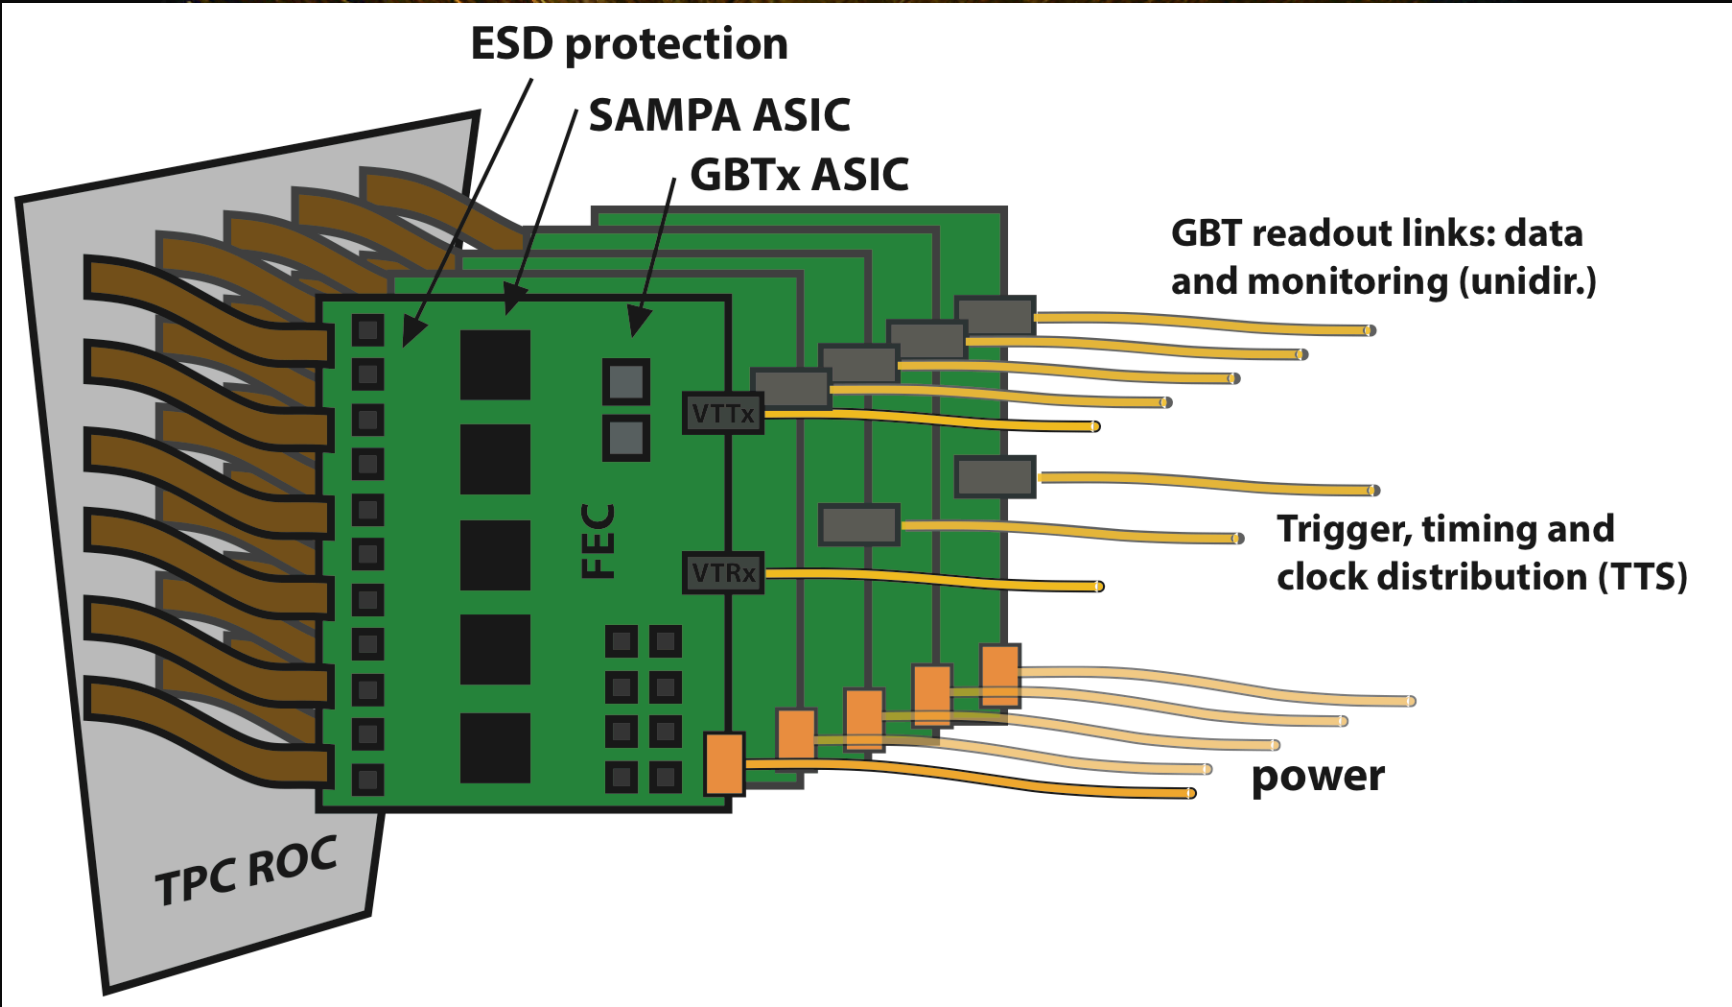 ESD protection
SAMPA ASIC
GBTx ASIC
GBT readout links: data
and monitoring (unidir.)
VTTx
FEC
VTRx
Trigger, timing and
clock distribution (TTS)
power
TPC ROC